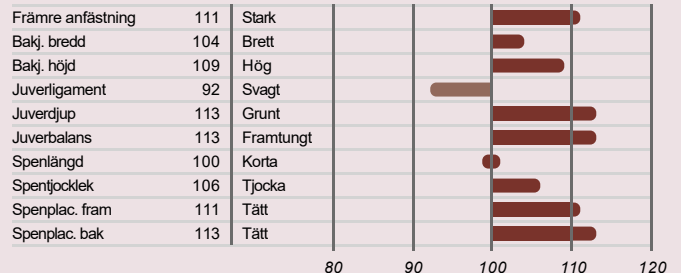 Främre anfästning 111 Stark
Bakj. bredd 104 Brett
Bakj. höjd 109 Hög
Juverligament 92 Svagt
Juverdjup 113 Grunt
Juverbalans 113 Framtungt
Spenlängd 100 Korta
Spentjocklek 106 Tjocka
Spenplac. fram 111 Tätt
Spenplac. bak 113 Tätt
80 90 100 110 120